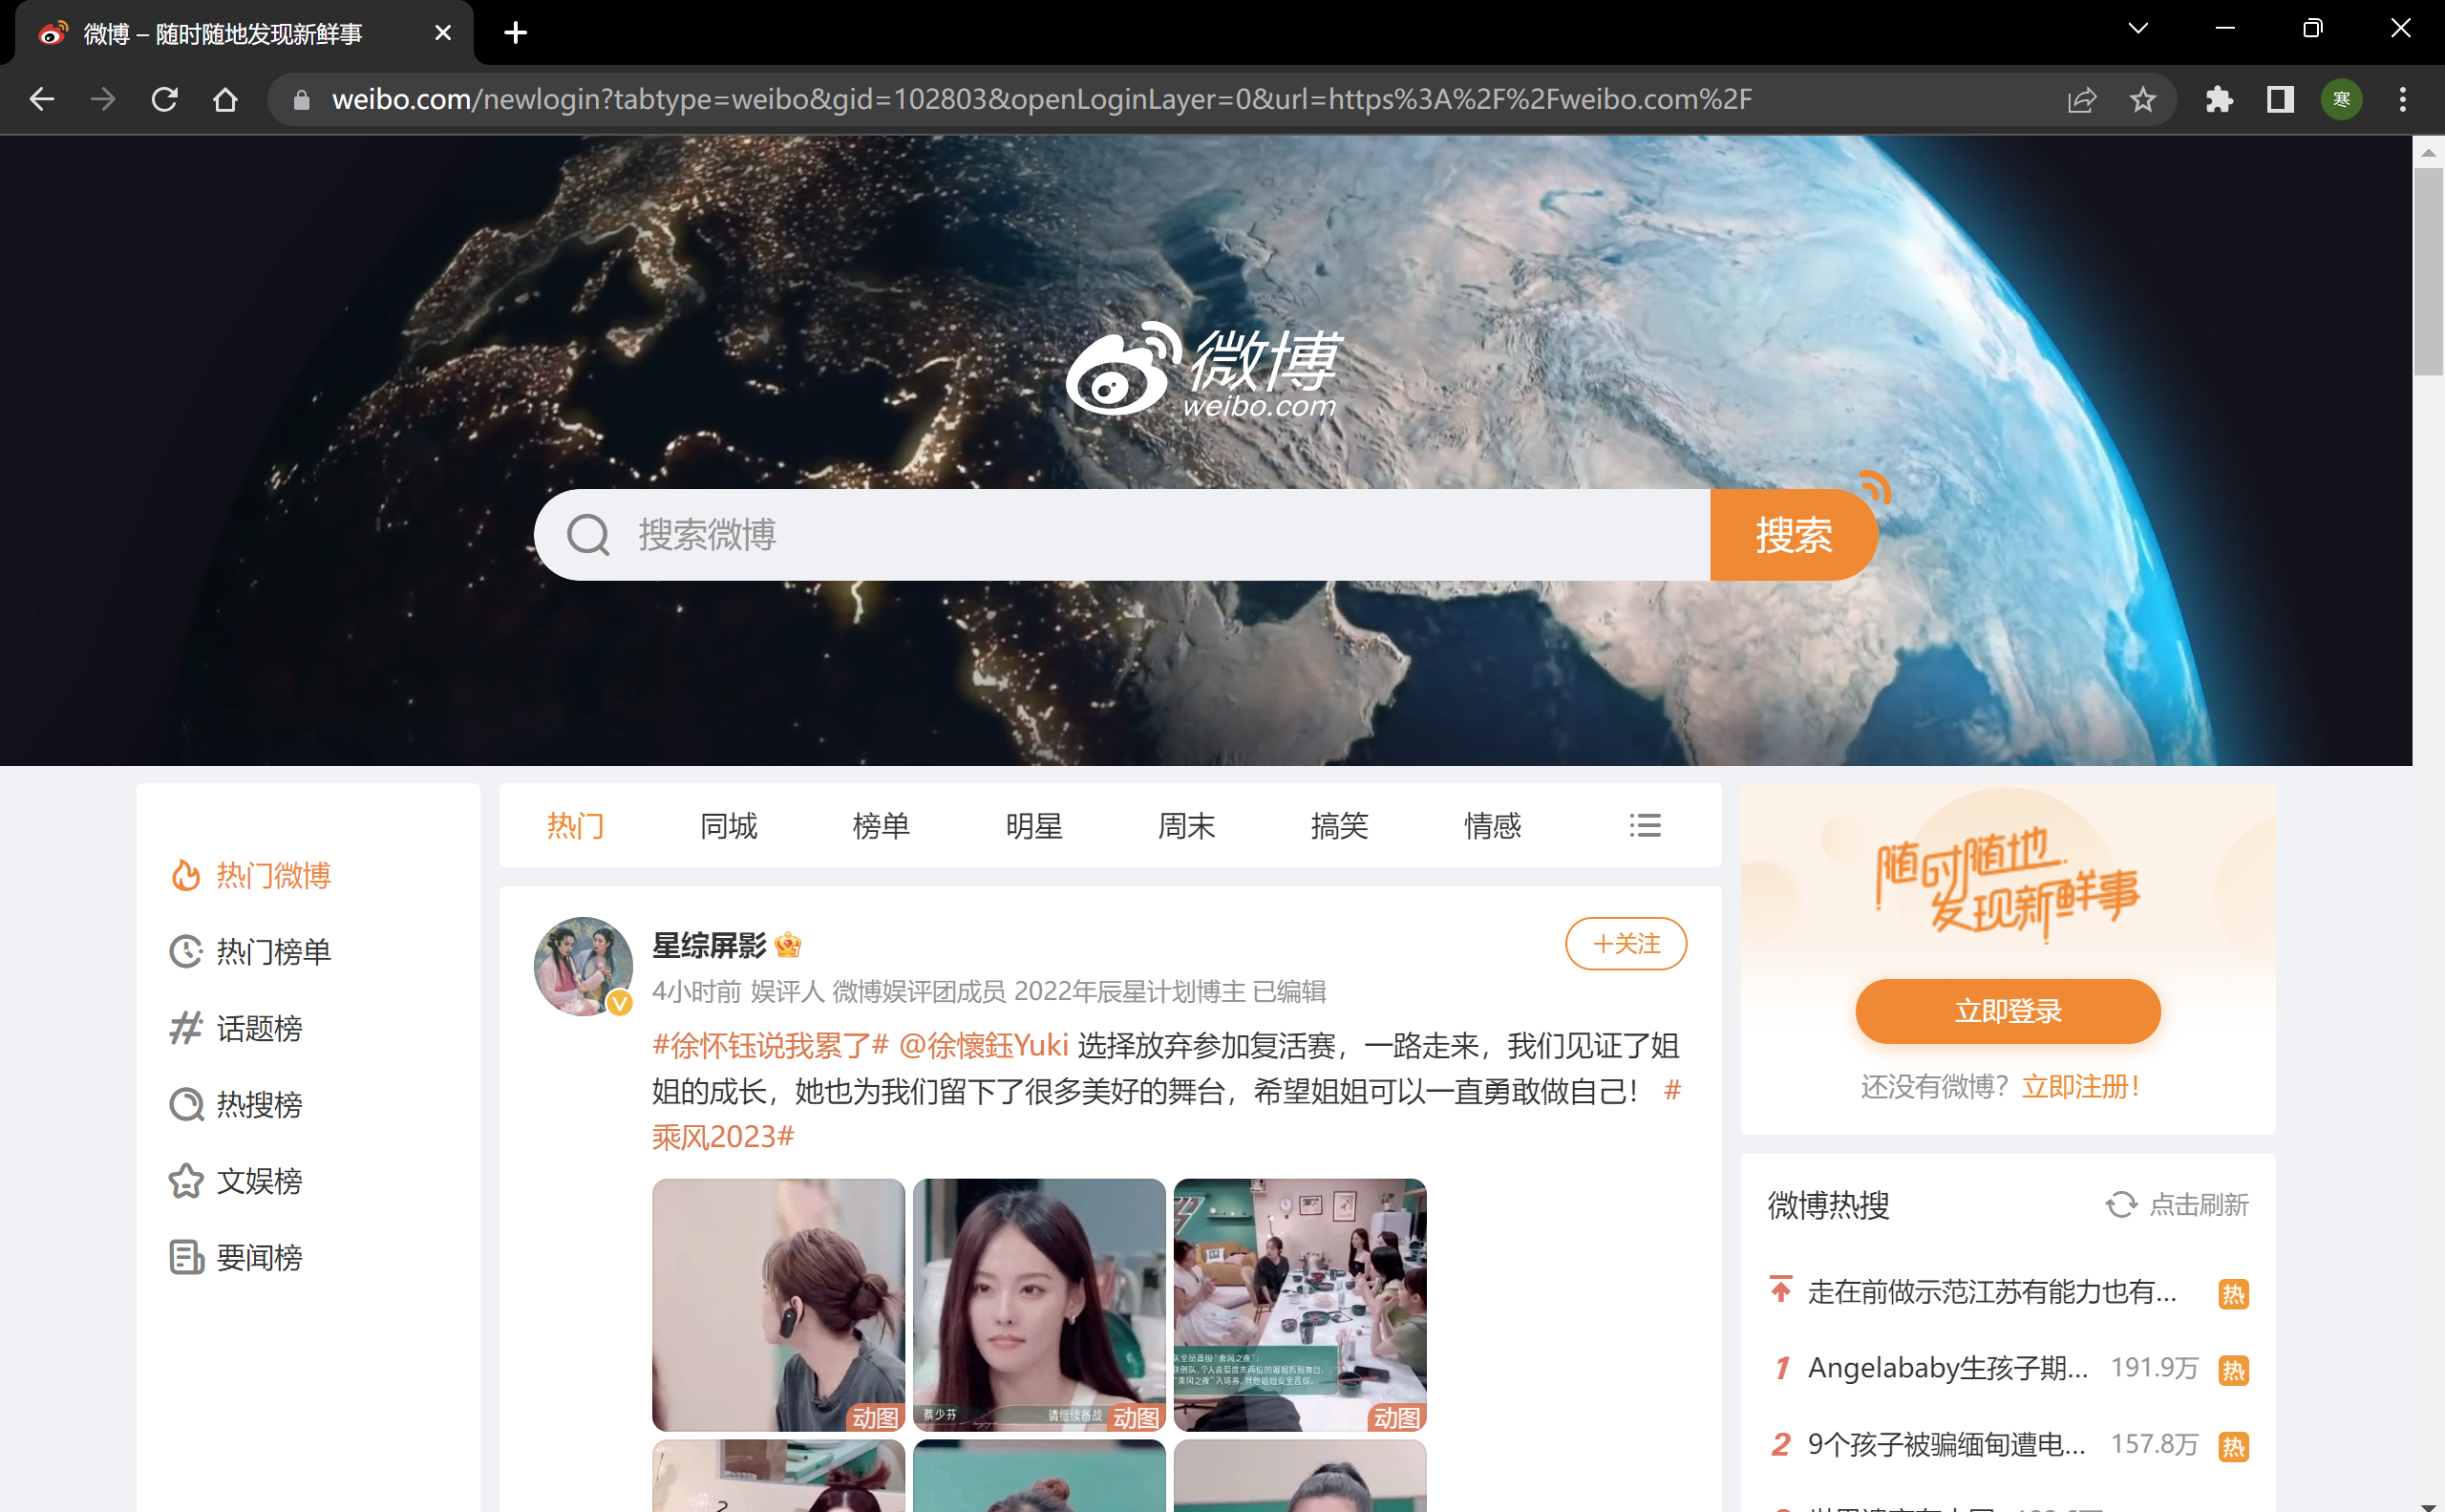 微博 – 随时随地发现新鲜事
weibo.com/newlogin?tabtype=weibo&gid=102803&openLoginLayer=0&url=https%3A%2F%2Fweibo.com%2F
寒
微博
weibo.com
搜索微博
搜索
热门微博
热门榜单
话题榜
热搜榜
文娱榜
要闻榜
热门 同城 榜单 明星 周末 搞笑 情感
星综屏影
+关注
4小时前 娱评人 微博娱评团成员 2022年辰星计划博主 已编辑
#徐怀钰说我累了# @徐懷鈺Yuki 选择放弃参加复活赛，一路走来，我们见证了姐
姐的成长，她也为我们留下了很多美好的舞台，希望姐姐可以一直勇敢做自己！ #
乘风2023#
动图
蔡少芬 请继续备战 动图
动图
随时随地
发现新鲜事
立即登录
还没有微博？立即注册！
微博热搜 点击刷新
走在前做示范江苏有能力也有... 热
1 Angelababy生孩子期... 191.9万 热
2 9个孩子被骗缅甸遭电... 157.8万 热